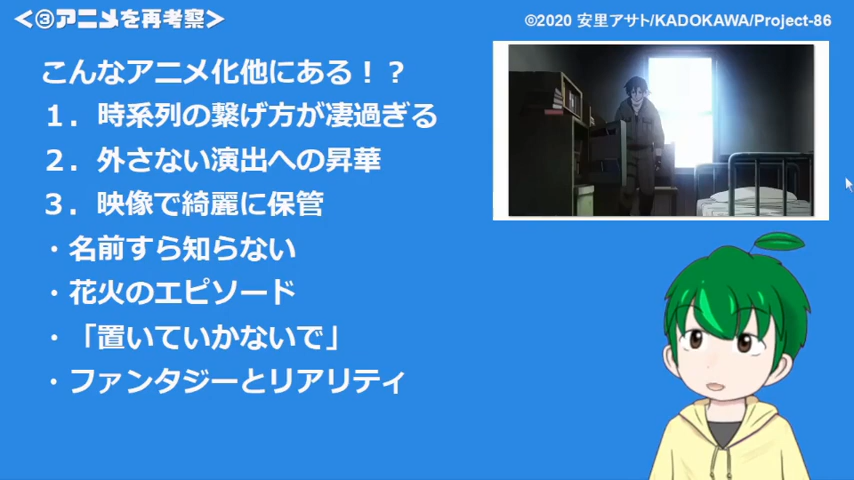 ＜③アニメを再考察＞
©2020 安里アサト/KADOKAWA/Project-86
こんなアニメ化他にある！？
１．時系列の繋げ方が凄過ぎる
２．外さない演出への昇華
３．映像で綺麗に保管
・名前すら知らない
・花火のエピソード
・「置いていかないで」
・ファンタジーとリアリティ